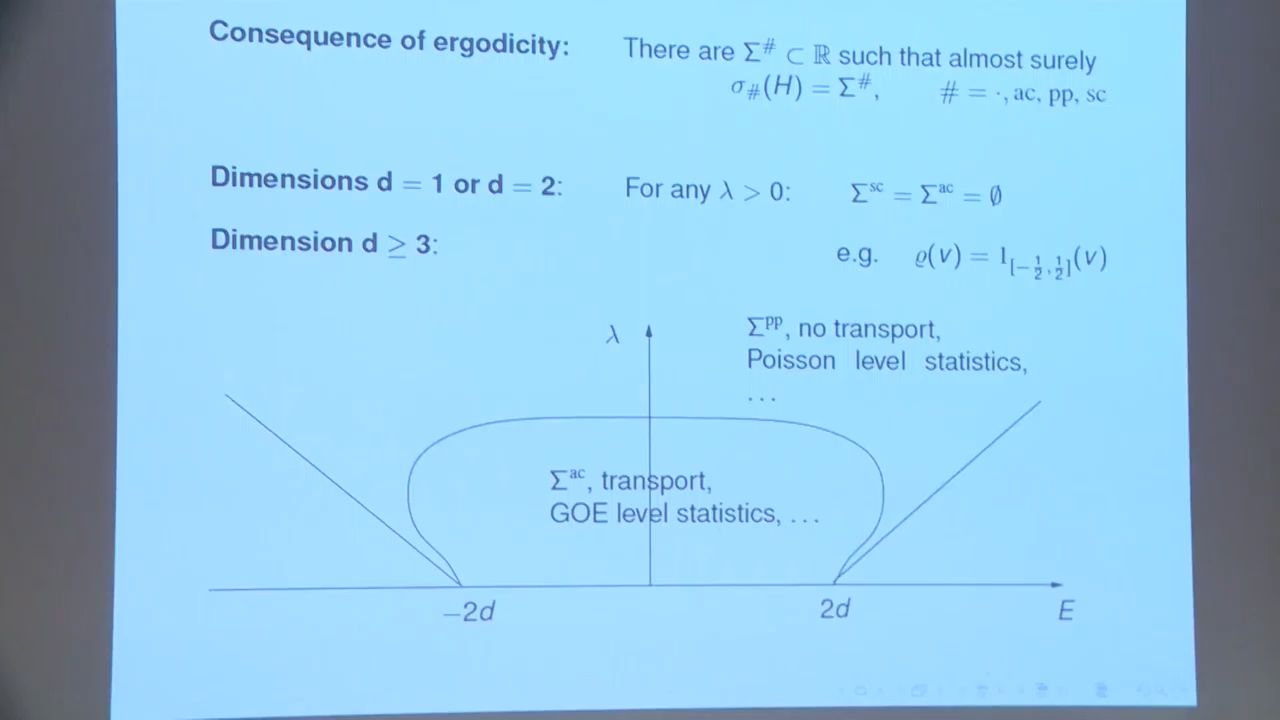 Consequence of ergodicity: There are Σ^# ⊂ ℝ such that almost surely
σ_#(H) = Σ^#, # = ·, ac, pp, sc
Dimensions d = 1 or d = 2: For any λ > 0: Σ^sc = Σ^ac = ∅
Dimension d ≥ 3: e.g. ϱ(v) = 1_{[−1/2,1/2]}(v)
λ
Σ^pp, no transport,
Poisson level statistics,
...
Σ^ac, transport,
GOE level statistics, ...
−2d 2d E